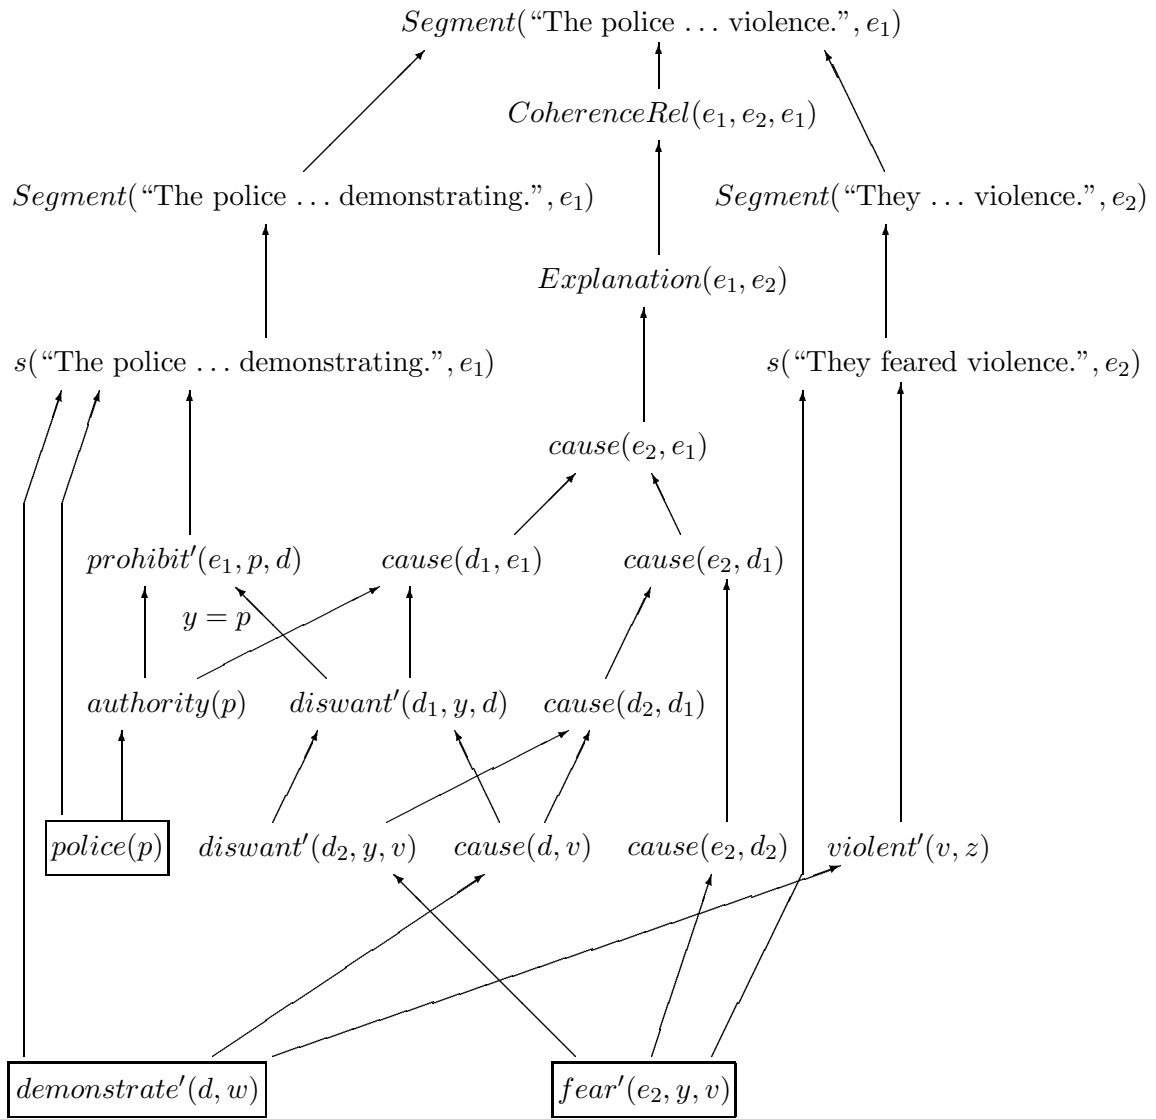 Segment(“The police … violence.”, e₁)
CoherenceRel(e₁, e₂, e₁)
Segment(“The police … demonstrating.”, e₁)
Segment(“They … violence.”, e₂)
Explanation(e₁, e₂)
s(“The police … demonstrating.”, e₁)
s(“They feared violence.”, e₂)
cause(e₂, e₁)
prohibit′(e₁, p, d)
cause(d₁, e₁)
cause(e₂, d₁)
y = p
authority(p)
diswant′(d₁, y, d)
cause(d₂, d₁)
police(p)
diswant′(d₂, y, v)
cause(d, v)
cause(e₂, d₂)
violent′(v, z)
demonstrate′(d, w)
fear′(e₂, y, v)